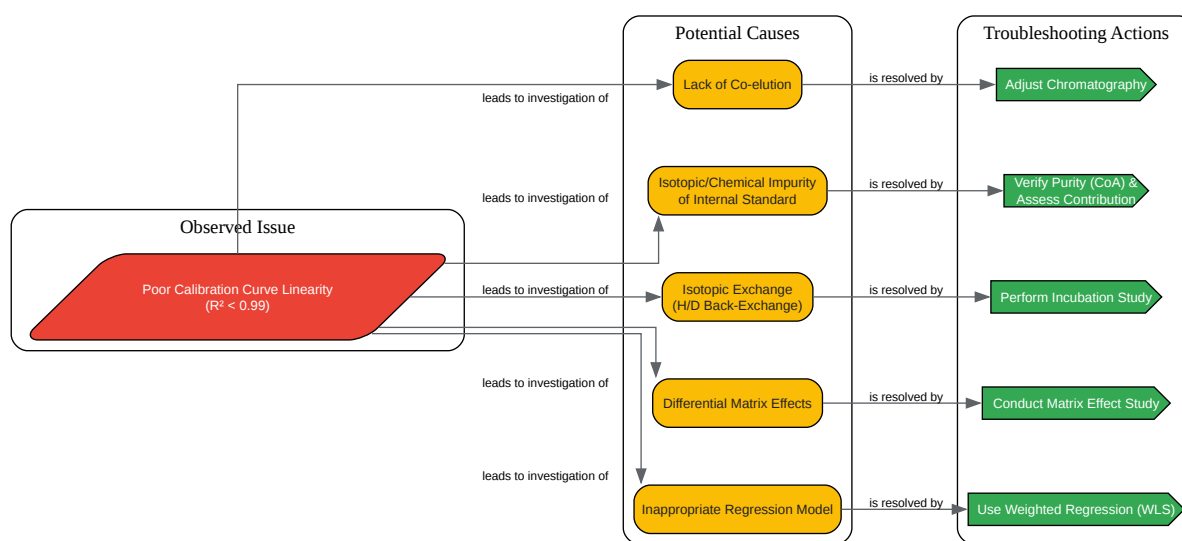 Potential Causes
Troubleshooting Actions
Lack of Co-elution
is resolved by
Adjust Chromatography
leads to investigation of
Isotopic/Chemical Impurity
of Internal Standard
is resolved by
Verify Purity (CoA) &
Assess Contribution
leads to investigation of
Observed Issue
Poor Calibration Curve Linearity
(R² < 0.99)
leads to investigation of
Isotopic Exchange
(H/D Back-Exchange)
is resolved by
Perform Incubation Study
leads to investigation of
Differential Matrix Effects
is resolved by
Conduct Matrix Effect Study
leads to investigation of
Inappropriate Regression Model
is resolved by
Use Weighted Regression (WLS)